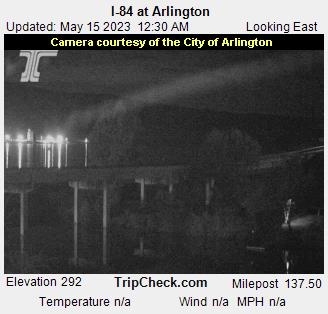 I-84 at Arlington
Updated: May 15 2023 12:30 AM Looking East
Camera courtesy of the City of Arlington
Elevation 292 TripCheck.com Milepost 137.50
Temperature n/a Wind n/a MPH n/a